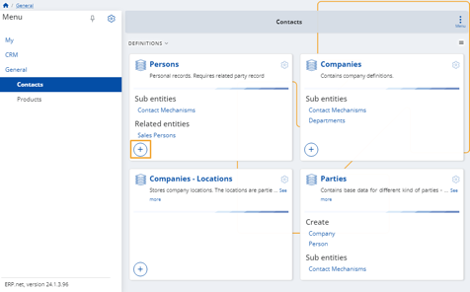 General
Menu
My
CRM
General
Contacts
Products
ERP.net, version 24.1.3.96
Contacts
Menu
DEFINITIONS
Persons
Personal records. Requires related party record
Sub entities
Contact Mechanisms
Related entities
Sales Persons
Companies
Contains company definitions.
Sub entities
Contact Mechanisms
Departments
Companies - Locations
Stores company locations. The locations are partie ... See
more
Parties
Contains base data for different kind of parties - ... See
more
Create
Company
Person
Sub entities
Contact Mechanisms